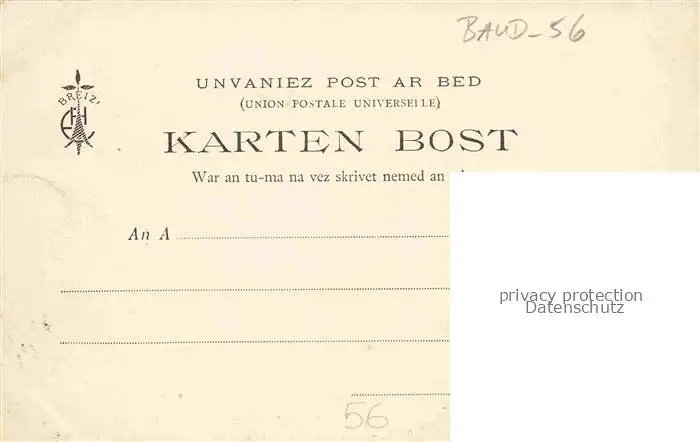 BAUD - 56
BREIZ'
UNVANIEZ POST AR BED
(UNION POSTALE UNIVERSELLE)
KARTEN BOST
War an tu-ma na vez skrivet nemed an
An A
privacy protection
Datenschutz
56